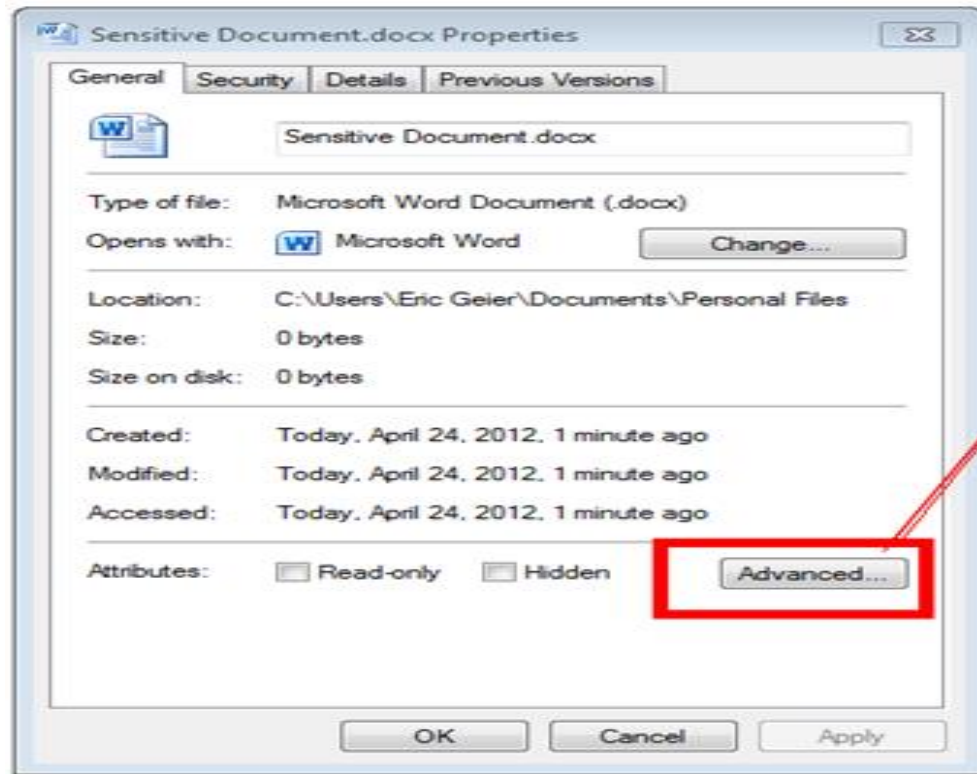 Sensitive Document.docx Properties
General Security Details Previous Versions
Sensitive Document.docx
Type of file: Microsoft Word Document (.docx)
Opens with: Microsoft Word Change...
Location: C:\Users\Eric Geier\Documents\Personal Files
Size: 0 bytes
Size on disk: 0 bytes
Created: Today, April 24, 2012, 1 minute ago
Modified: Today, April 24, 2012, 1 minute ago
Accessed: Today, April 24, 2012, 1 minute ago
Attributes: Read-only Hidden Advanced...
OK Cancel Apply